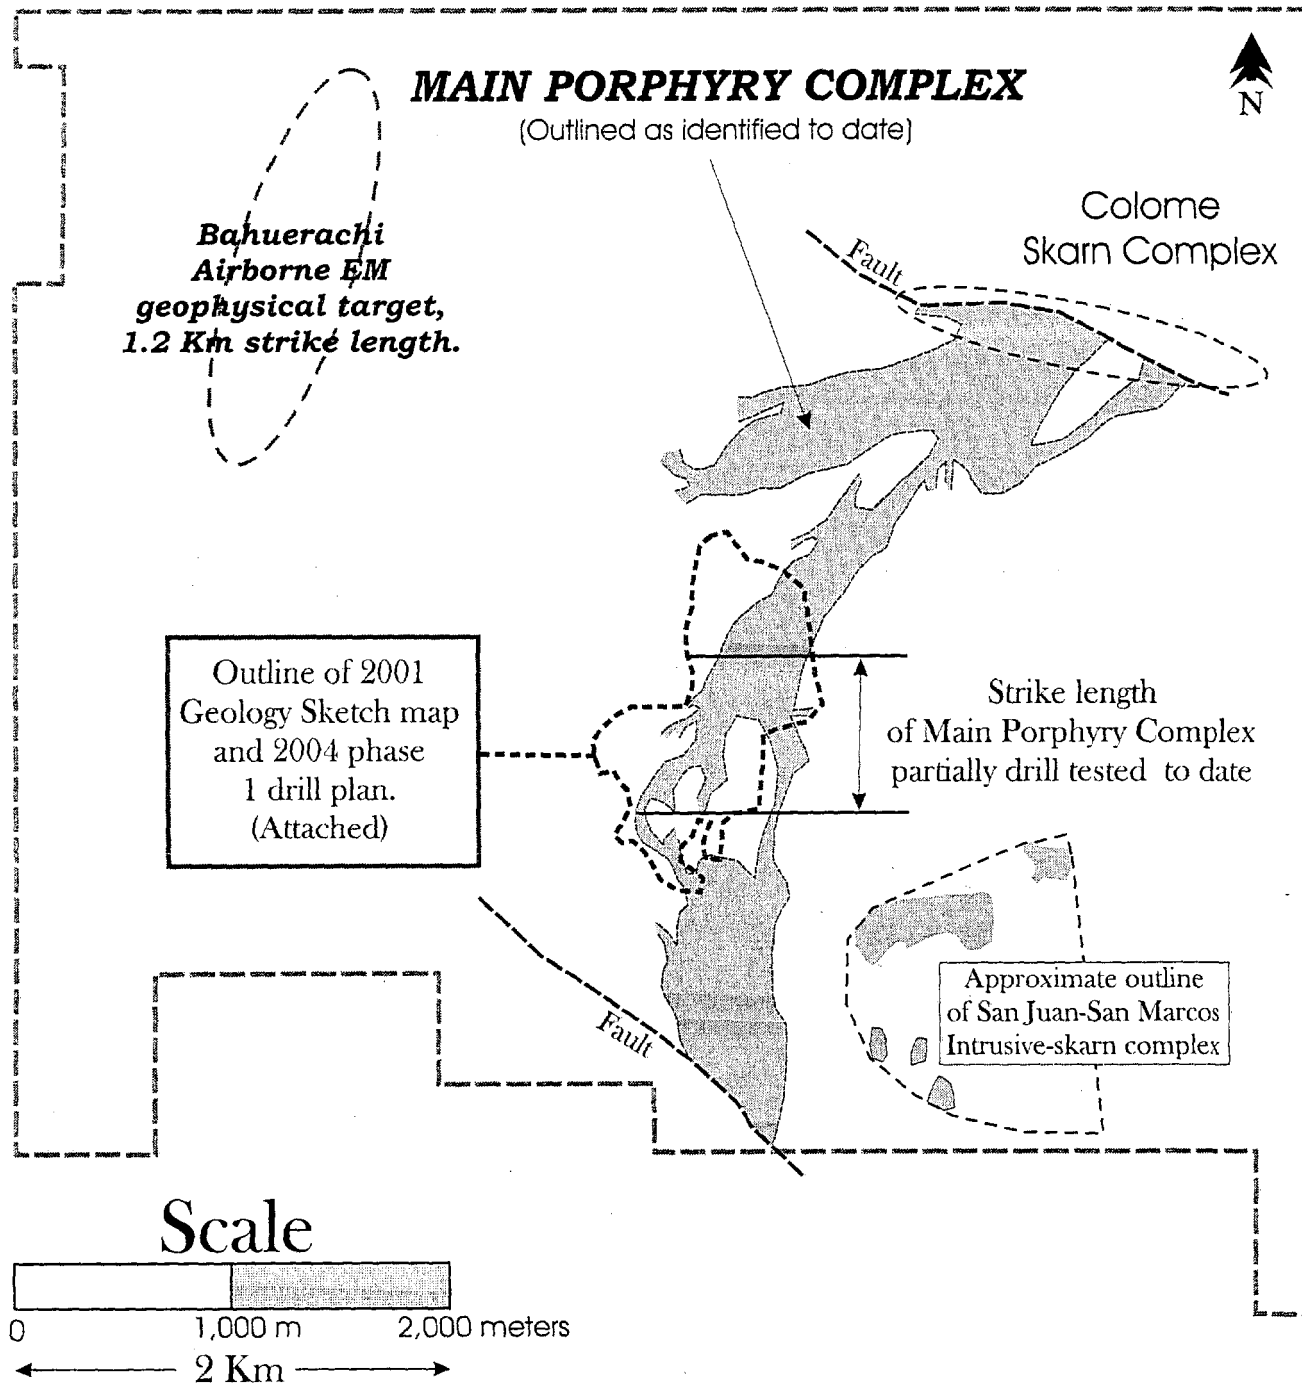 MAIN PORPHYRY COMPLEX
(Outlined as identified to date)
N
Colome
Skarn Complex
Fault
Bahuerachi
Airborne EM
geophysical target,
1.2 Km strike length.
Outline of 2001
Geology Sketch map
and 2004 phase
1 drill plan.
(Attached)
Strike length
of Main Porphyry Complex
partially drill tested to date
Approximate outline
of San Juan-San Marcos
Intrusive-skarn complex
Fault
Scale
0 1,000 m 2,000 meters
2 Km